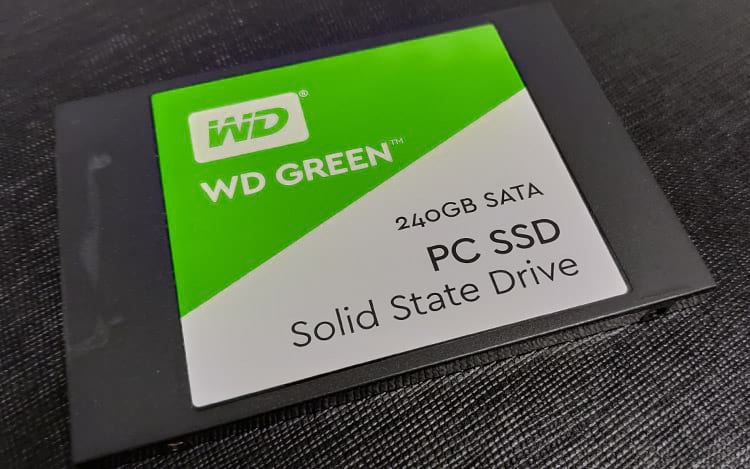 WD®
WD GREEN™
240GB SATA
PC SSD
Solid State Drive